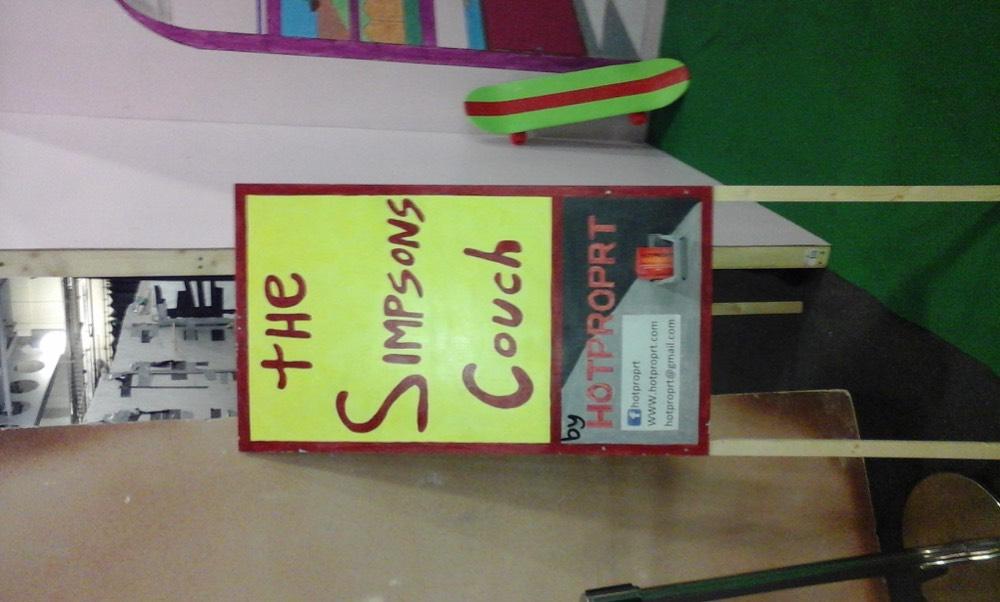 tHE
SIMPSONS
Couch
by HOTPROPRT
hotproprt
www.hotproprt.com
hotproprt@gmail.com